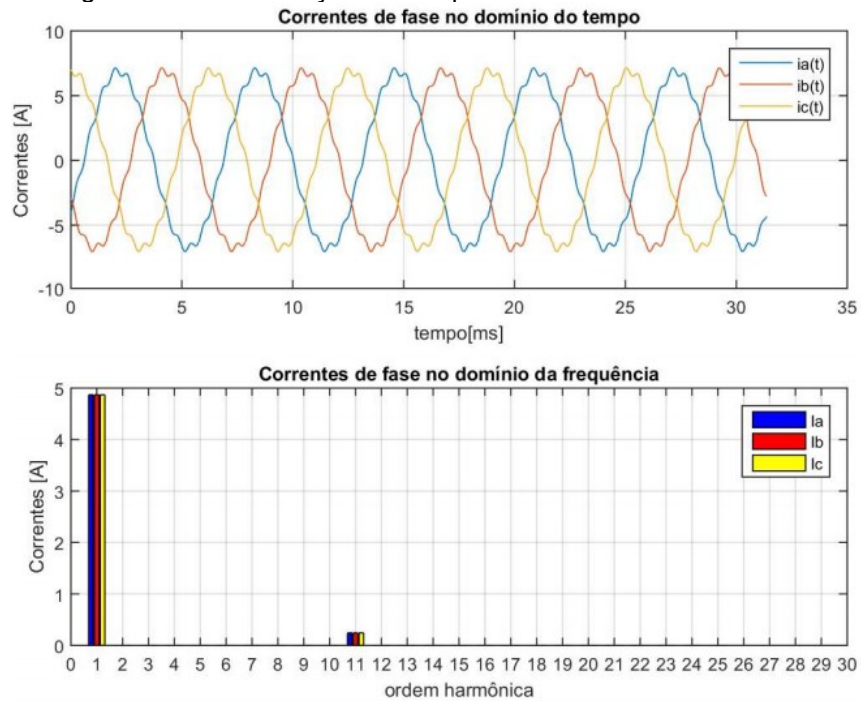 Correntes de fase no domínio do tempo
10
5
0
-5
-10
Correntes [A]
ia(t)
ib(t)
ic(t)
0 5 10 15 20 25 30 35
tempo[ms]
Correntes de fase no domínio da frequência
5
4
3
2
1
0
Correntes [A]
Ia
Ib
Ic
0 1 2 3 4 5 6 7 8 9 10 11 12 13 14 15 16 17 18 19 20 21 22 23 24 25 26 27 28 29 30
ordem harmônica